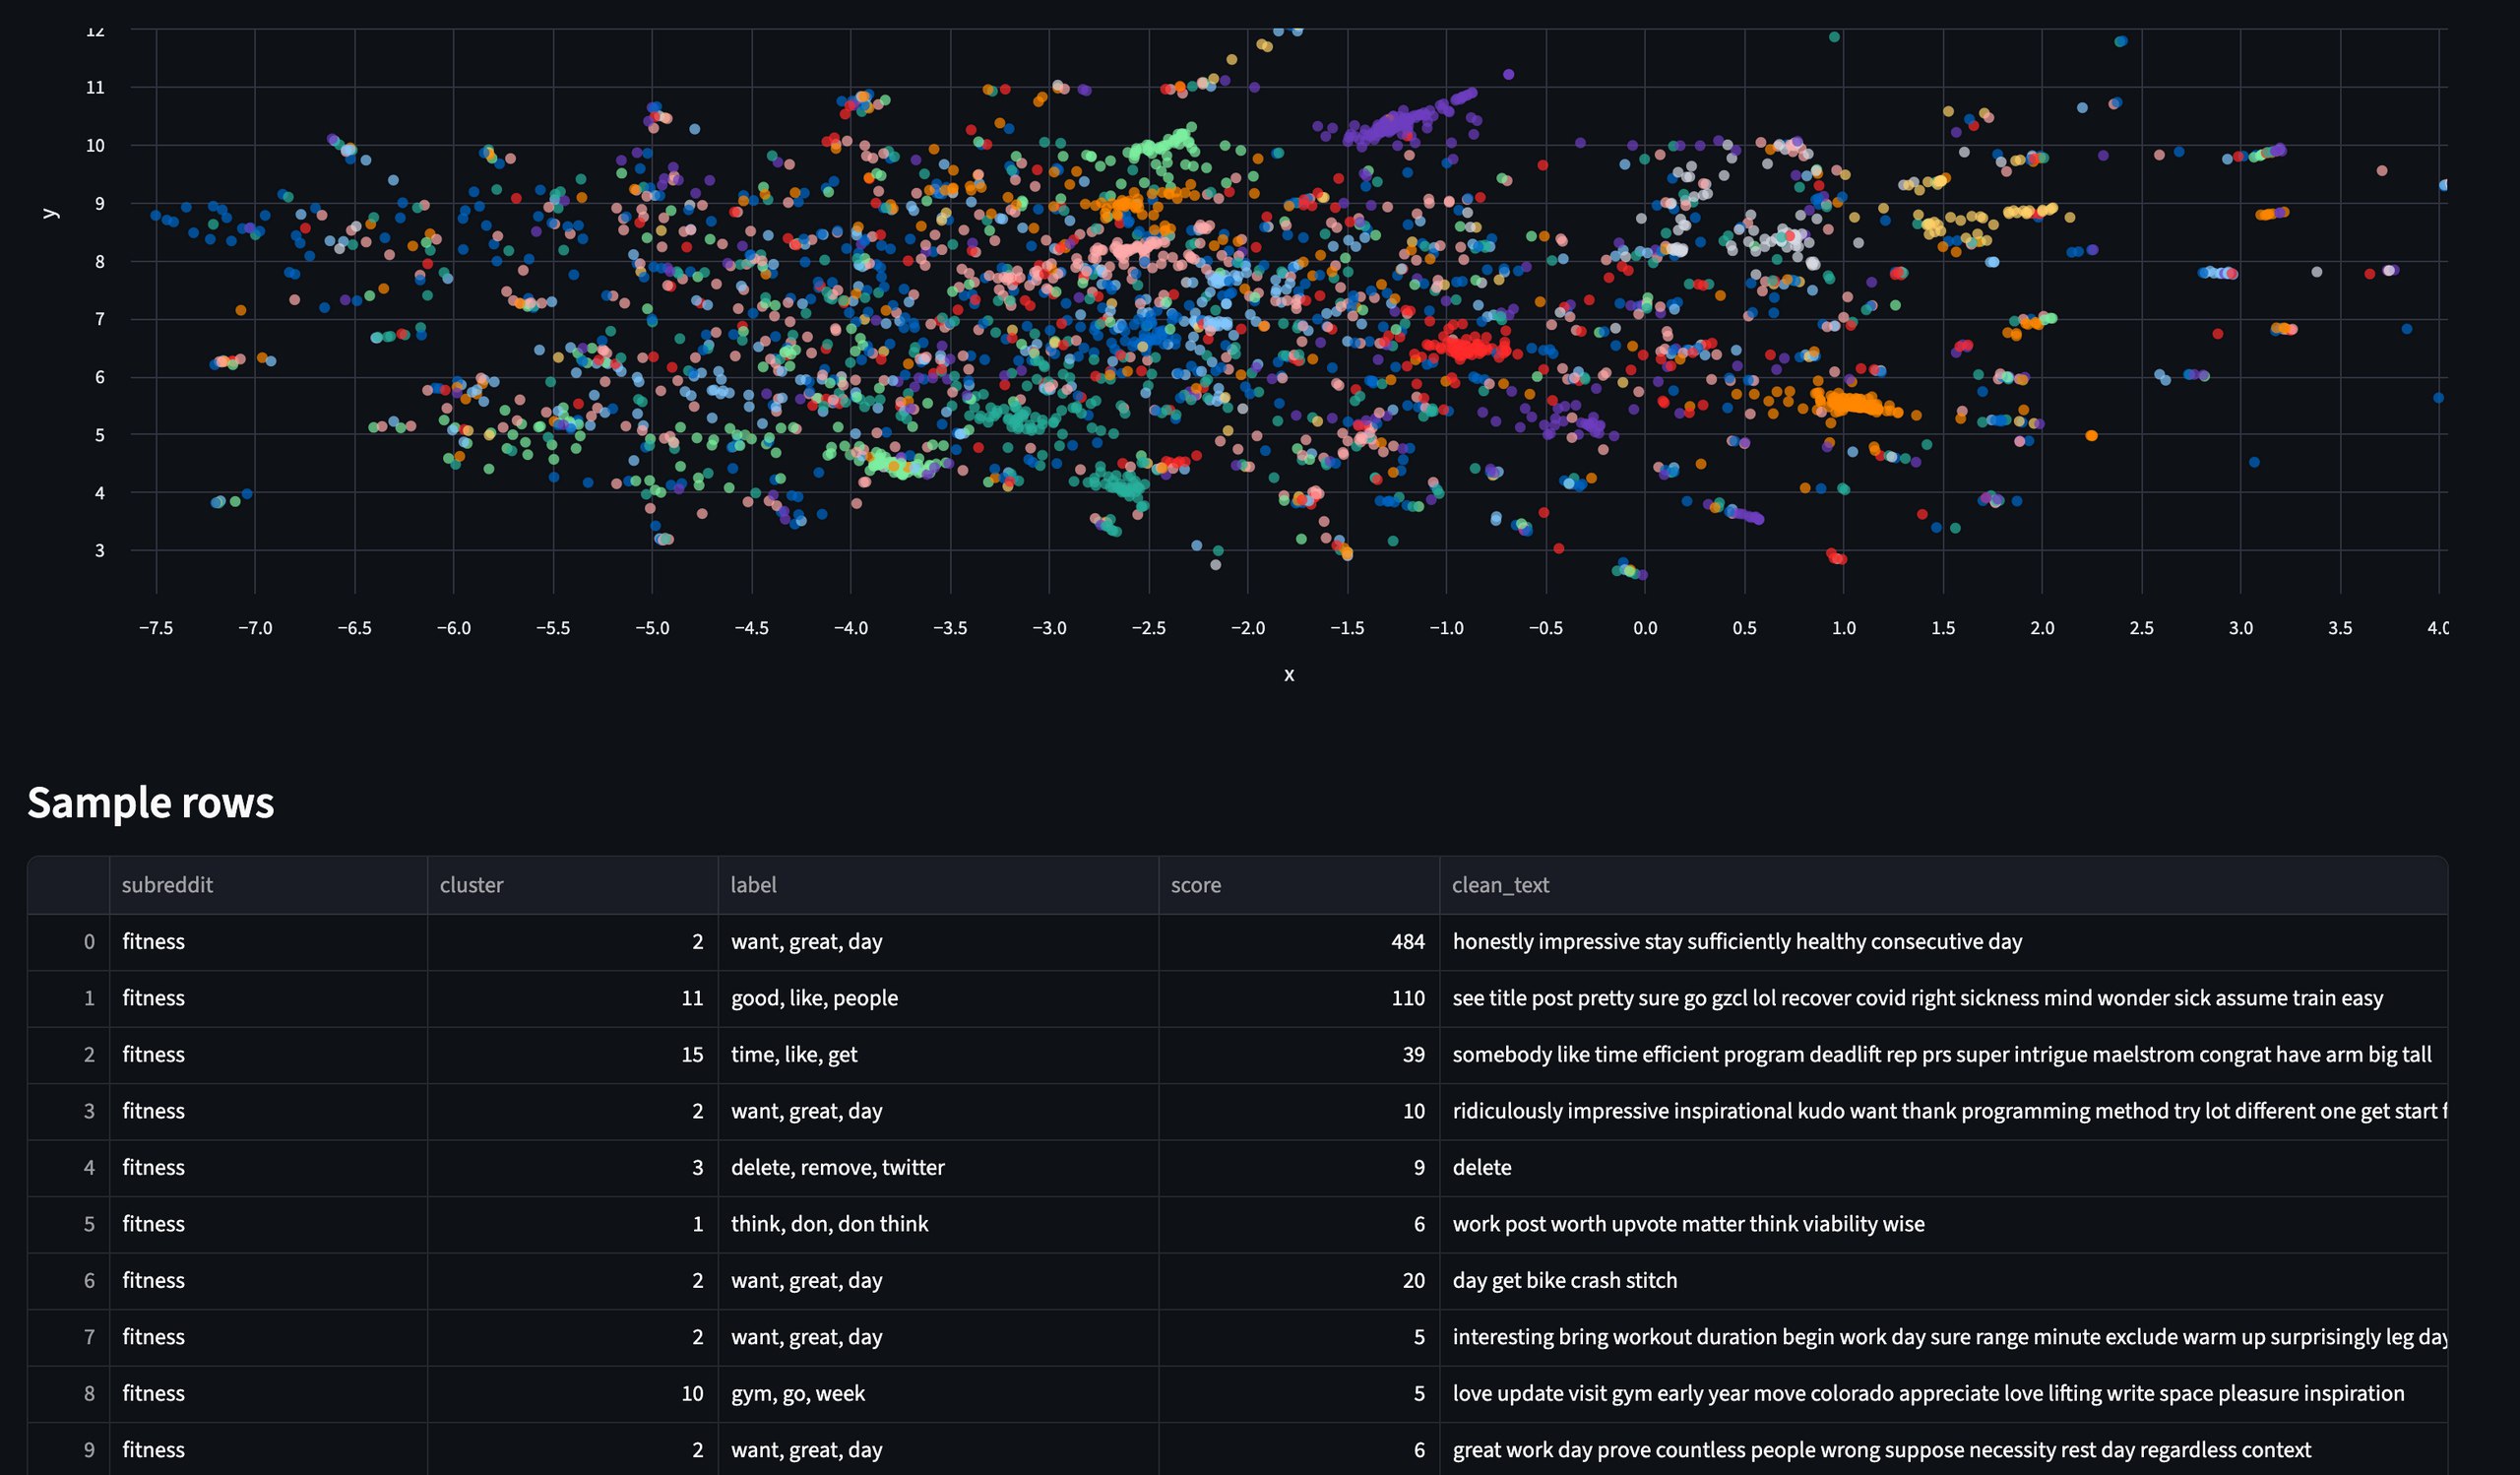 12
11
10
9
8
7
6
5
4
3
y
−7.5 −7.0 −6.5 −6.0 −5.5 −5.0 −4.5 −4.0 −3.5 −3.0 −2.5 −2.0 −1.5 −1.0 −0.5 0.0 0.5 1.0 1.5 2.0 2.5 3.0 3.5 4.0
x
Sample rows
subreddit cluster label score clean_text
0 fitness 2 want, great, day 484 honestly impressive stay sufficiently healthy consecutive day
1 fitness 11 good, like, people 110 see title post pretty sure go gzcl lol recover covid right sickness mind wonder sick assume train easy
2 fitness 15 time, like, get 39 somebody like time efficient program deadlift rep prs super intrigue maelstrom congrat have arm big tall
3 fitness 2 want, great, day 10 ridiculously impressive inspirational kudo want thank programming method try lot different one get start f
4 fitness 3 delete, remove, twitter 9 delete
5 fitness 1 think, don, don think 6 work post worth upvote matter think viability wise
6 fitness 2 want, great, day 20 day get bike crash stitch
7 fitness 2 want, great, day 5 interesting bring workout duration begin work day sure range minute exclude warm up surprisingly leg day
8 fitness 10 gym, go, week 5 love update visit gym early year move colorado appreciate love lifting write space pleasure inspiration
9 fitness 2 want, great, day 6 great work day prove countless people wrong suppose necessity rest day regardless context